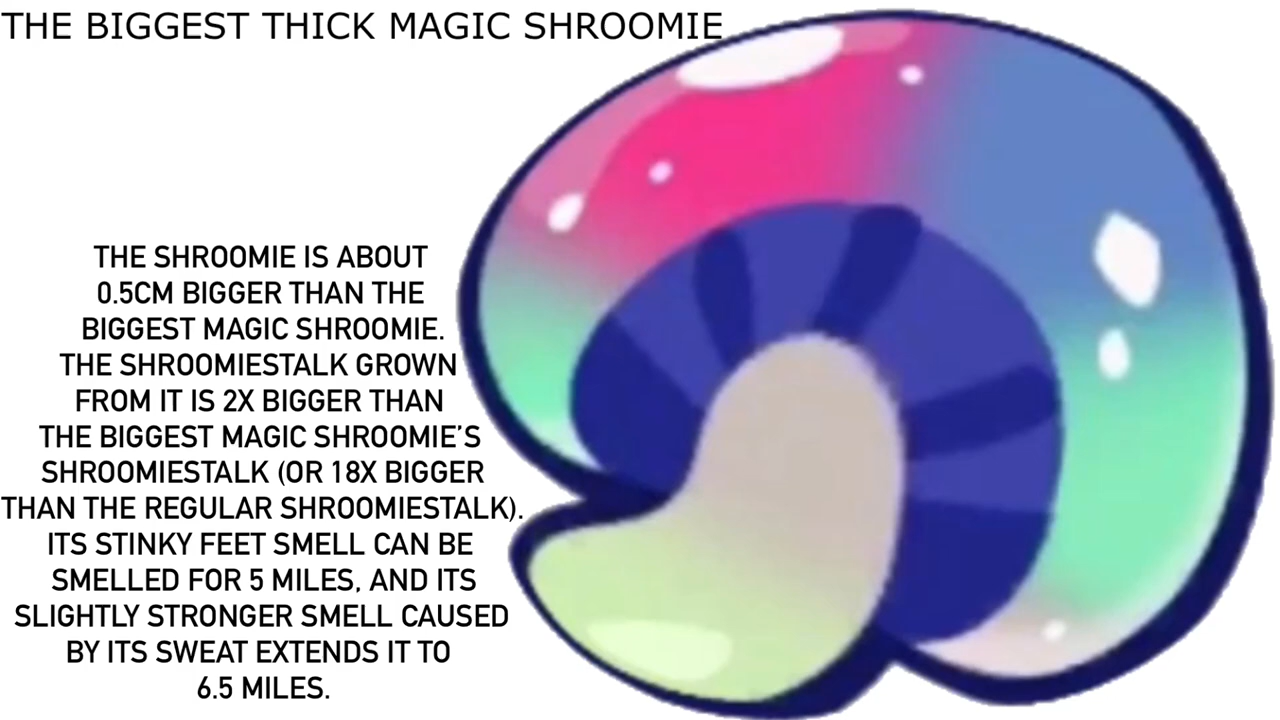 THE BIGGEST THICK MAGIC SHROOMIE
THE SHROOMIE IS ABOUT
0.5CM BIGGER THAN THE
BIGGEST MAGIC SHROOMIE.
THE SHROOMIESTALK GROWN
FROM IT IS 2X BIGGER THAN
THE BIGGEST MAGIC SHROOMIE’S
SHROOMIESTALK (OR 18X BIGGER
THAN THE REGULAR SHROOMIESTALK).
ITS STINKY FEET SMELL CAN BE
SMELLED FOR 5 MILES, AND ITS
SLIGHTLY STRONGER SMELL CAUSED
BY ITS SWEAT EXTENDS IT TO
6.5 MILES.